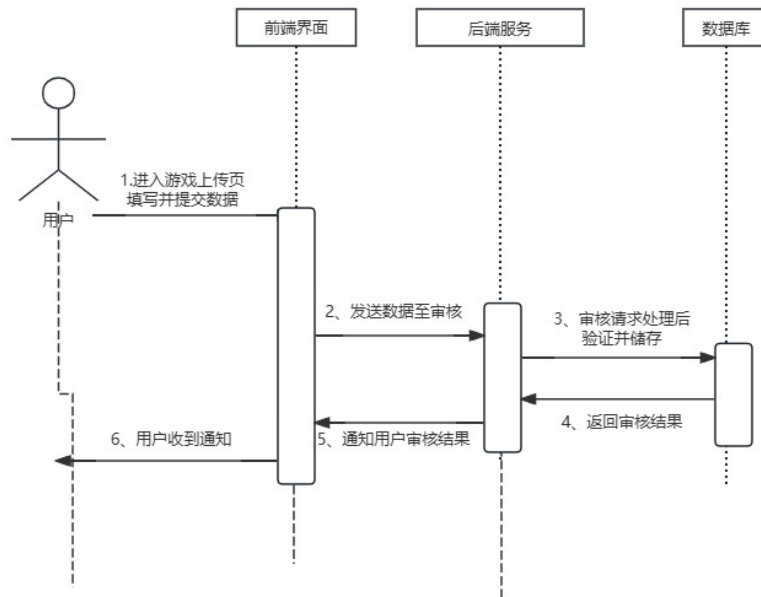 前端界面
后端服务
数据库
1.进入游戏上传页
填写并提交数据
用户
2、发送数据至审核
3、审核请求处理后
验证并储存
4、返回审核结果
5、通知用户审核结果
6、用户收到通知